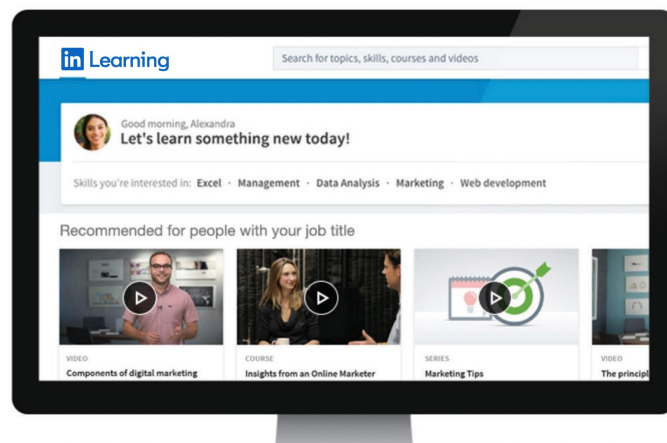 in Learning
Search for topics, skills, courses and videos
Good morning, Alexandra
Let's learn something new today!
Skills you're interested in: Excel · Management · Data Analysis · Marketing · Web development
Recommended for people with your job title
VIDEO
Components of digital marketing
COURSE
Insights from an Online Marketer
SERIES
Marketing Tips
VIDEO
The principl